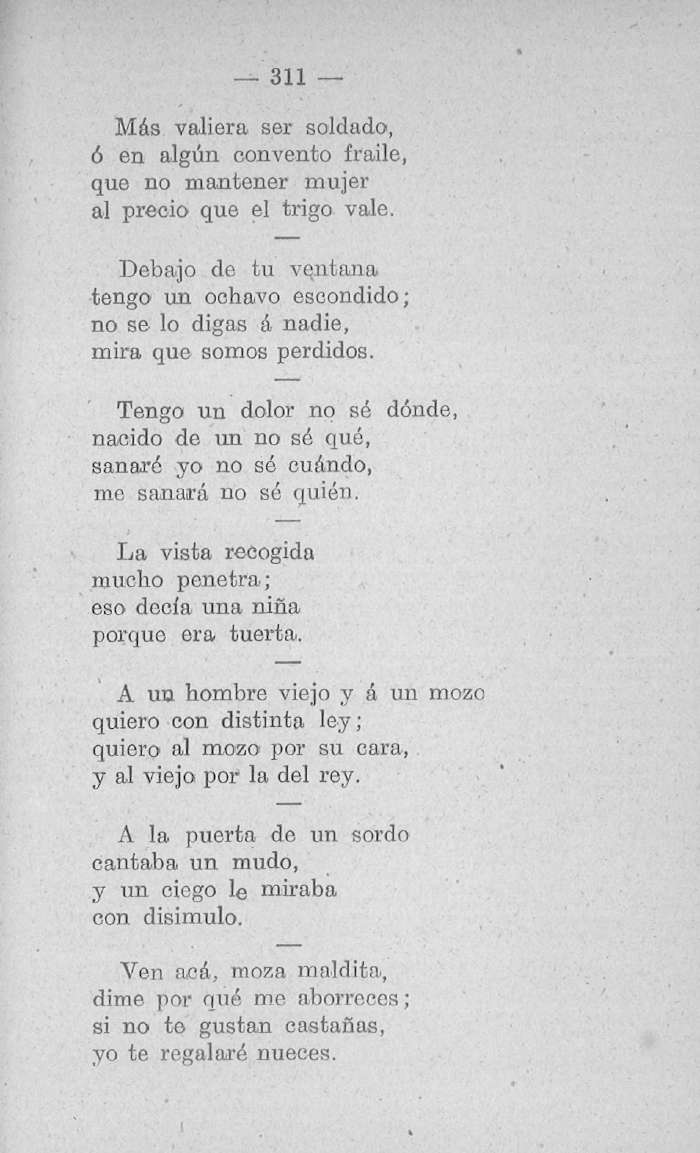 — 311 —
Más valiera ser soldado,
ó en algún convento fraile,
que no mantener mujer
al precio que el trigo vale.
—
Debajo de tu ventana
tengo un ochavo escondido;
no se lo digas á nadie,
mira que somos perdidos.
—
Tengo un dolor no sé dónde,
nacido de un no sé qué,
sanaré yo no sé cuándo,
me sanará no sé quién.
—
La vista recogida
mucho penetra;
eso decía una niña
porque era tuerta.
—
A un hombre viejo y á un mozo
quiero con distinta ley;
quiero al mozo por su cara,
y al viejo por la del rey.
—
A la puerta de un sordo
cantaba un mudo,
y un ciego le miraba
con disimulo.
—
Ven acá, moza maldita,
dime por qué me aborreces;
si no te gustan castañas,
yo te regalaré nueces.